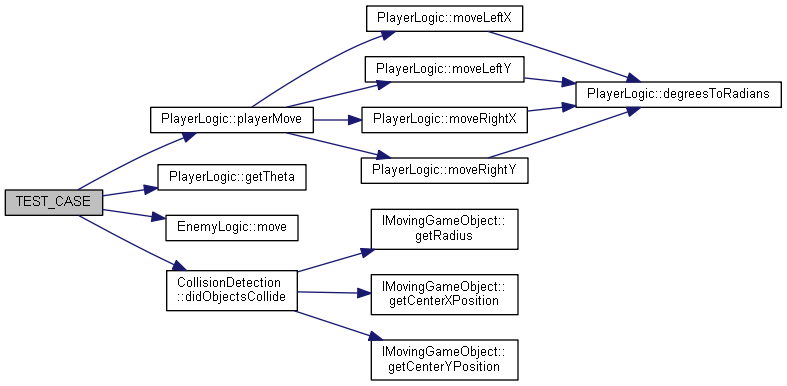 TEST_CASE
PlayerLogic::playerMove
PlayerLogic::moveLeftX
PlayerLogic::moveLeftY
PlayerLogic::moveRightX
PlayerLogic::moveRightY
PlayerLogic::degreesToRadians
PlayerLogic::getTheta
EnemyLogic::move
CollisionDetection
::didObjectsCollide
IMovingGameObject::
getRadius
IMovingGameObject::
getCenterXPosition
IMovingGameObject::
getCenterYPosition